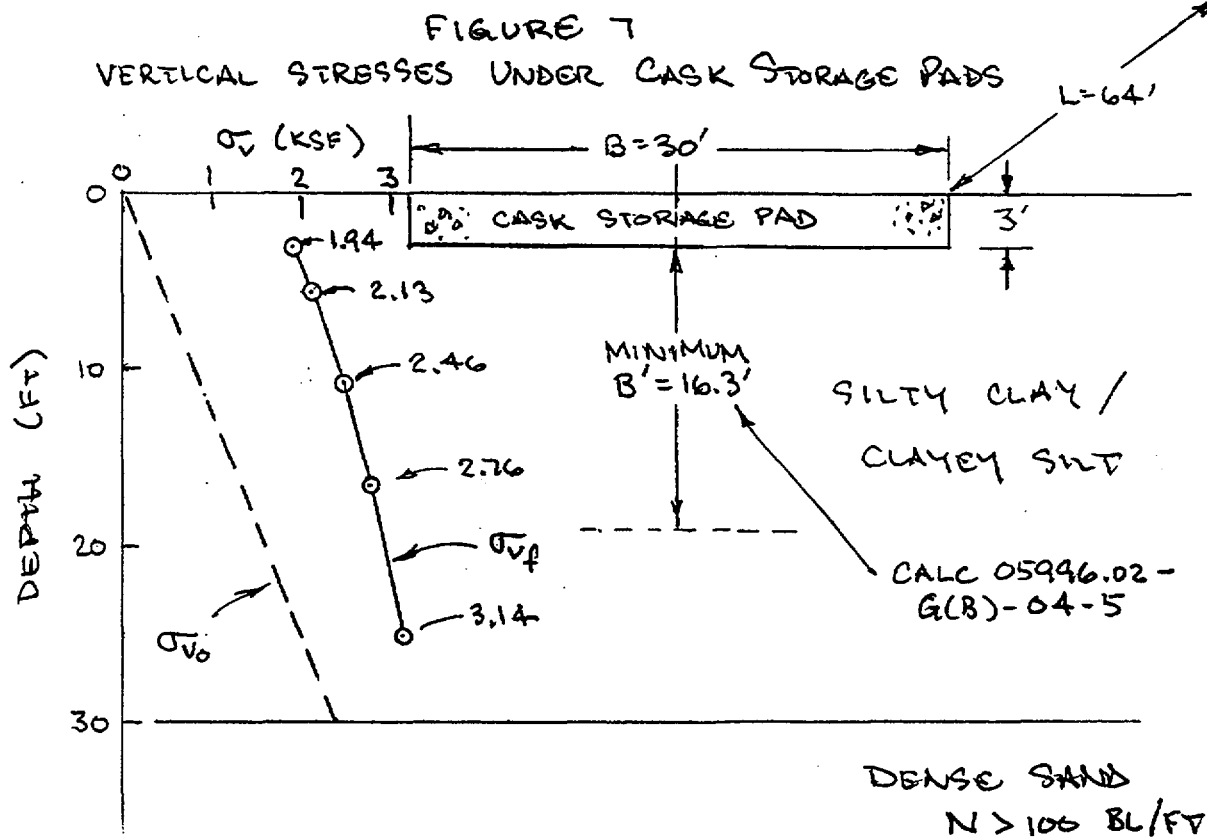 FIGURE 7
VERTICAL STRESSES UNDER CASK STORAGE PADS
L=64'
σv (KSF)
B=30'
0 1 2 3
0
CASK STORAGE PAD
3'
1.94
2.13
MINIMUM
B'=16.3'
10
2.46
SILTY CLAY /
CLAYEY SILT
2.76
DEPTH (FT)
20
σvf
CALC 05996.02-
G(B)-04-5
3.14
σvo
30
DENSE SAND
N > 100 BL/FT